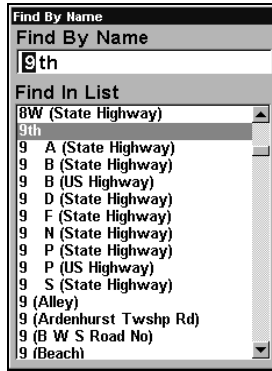 Find By Name
Find By Name
9th
Find In List
8W (State Highway)
9th
9 A (State Highway)
9 B (State Highway)
9 B (US Highway)
9 D (State Highway)
9 F (State Highway)
9 N (State Highway)
9 P (State Highway)
9 P (US Highway)
9 S (State Highway)
9 (Alley)
9 (Ardenhurst Twshp Rd)
9 (B W S Road No)
9 (Beach)